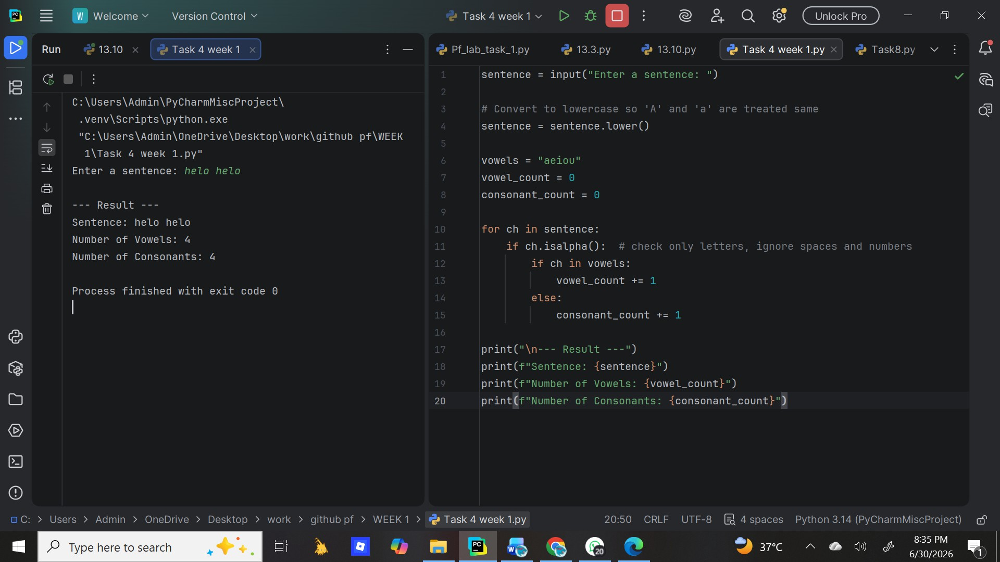 PC
W Welcome Version Control Task 4 week 1 Unlock Pro
Run 13.10 Task 4 week 1
C:\Users\Admin\PyCharmMiscProject\
.venv\Scripts\python.exe
"C:\Users\Admin\OneDrive\Desktop\work\github pf\WEEK
1\Task 4 week 1.py"
Enter a sentence: helo helo
--- Result ---
Sentence: helo helo
Number of Vowels: 4
Number of Consonants: 4
Process finished with exit code 0
Pf_lab_task_1.py 13.3.py 13.10.py Task 4 week 1.py Task8.py
1 sentence = input("Enter a sentence: ")
2
3 # Convert to lowercase so 'A' and 'a' are treated same
4 sentence = sentence.lower()
5
6 vowels = "aeiou"
7 vowel_count = 0
8 consonant_count = 0
9
10 for ch in sentence:
11 if ch.isalpha(): # check only letters, ignore spaces and numbers
12 if ch in vowels:
13 vowel_count += 1
14 else:
15 consonant_count += 1
16
17 print("\n--- Result ---")
18 print(f"Sentence: {sentence}")
19 print(f"Number of Vowels: {vowel_count}")
20 print(f"Number of Consonants: {consonant_count}")
C: > Users > Admin > OneDrive > Desktop > work > github pf > WEEK 1 > Task 4 week 1.py 20:50 CRLF UTF-8 4 spaces Python 3.14 (PyCharmMiscProject)
Type here to search PC W 20 37°C 8:35 PM
6/30/2026 1